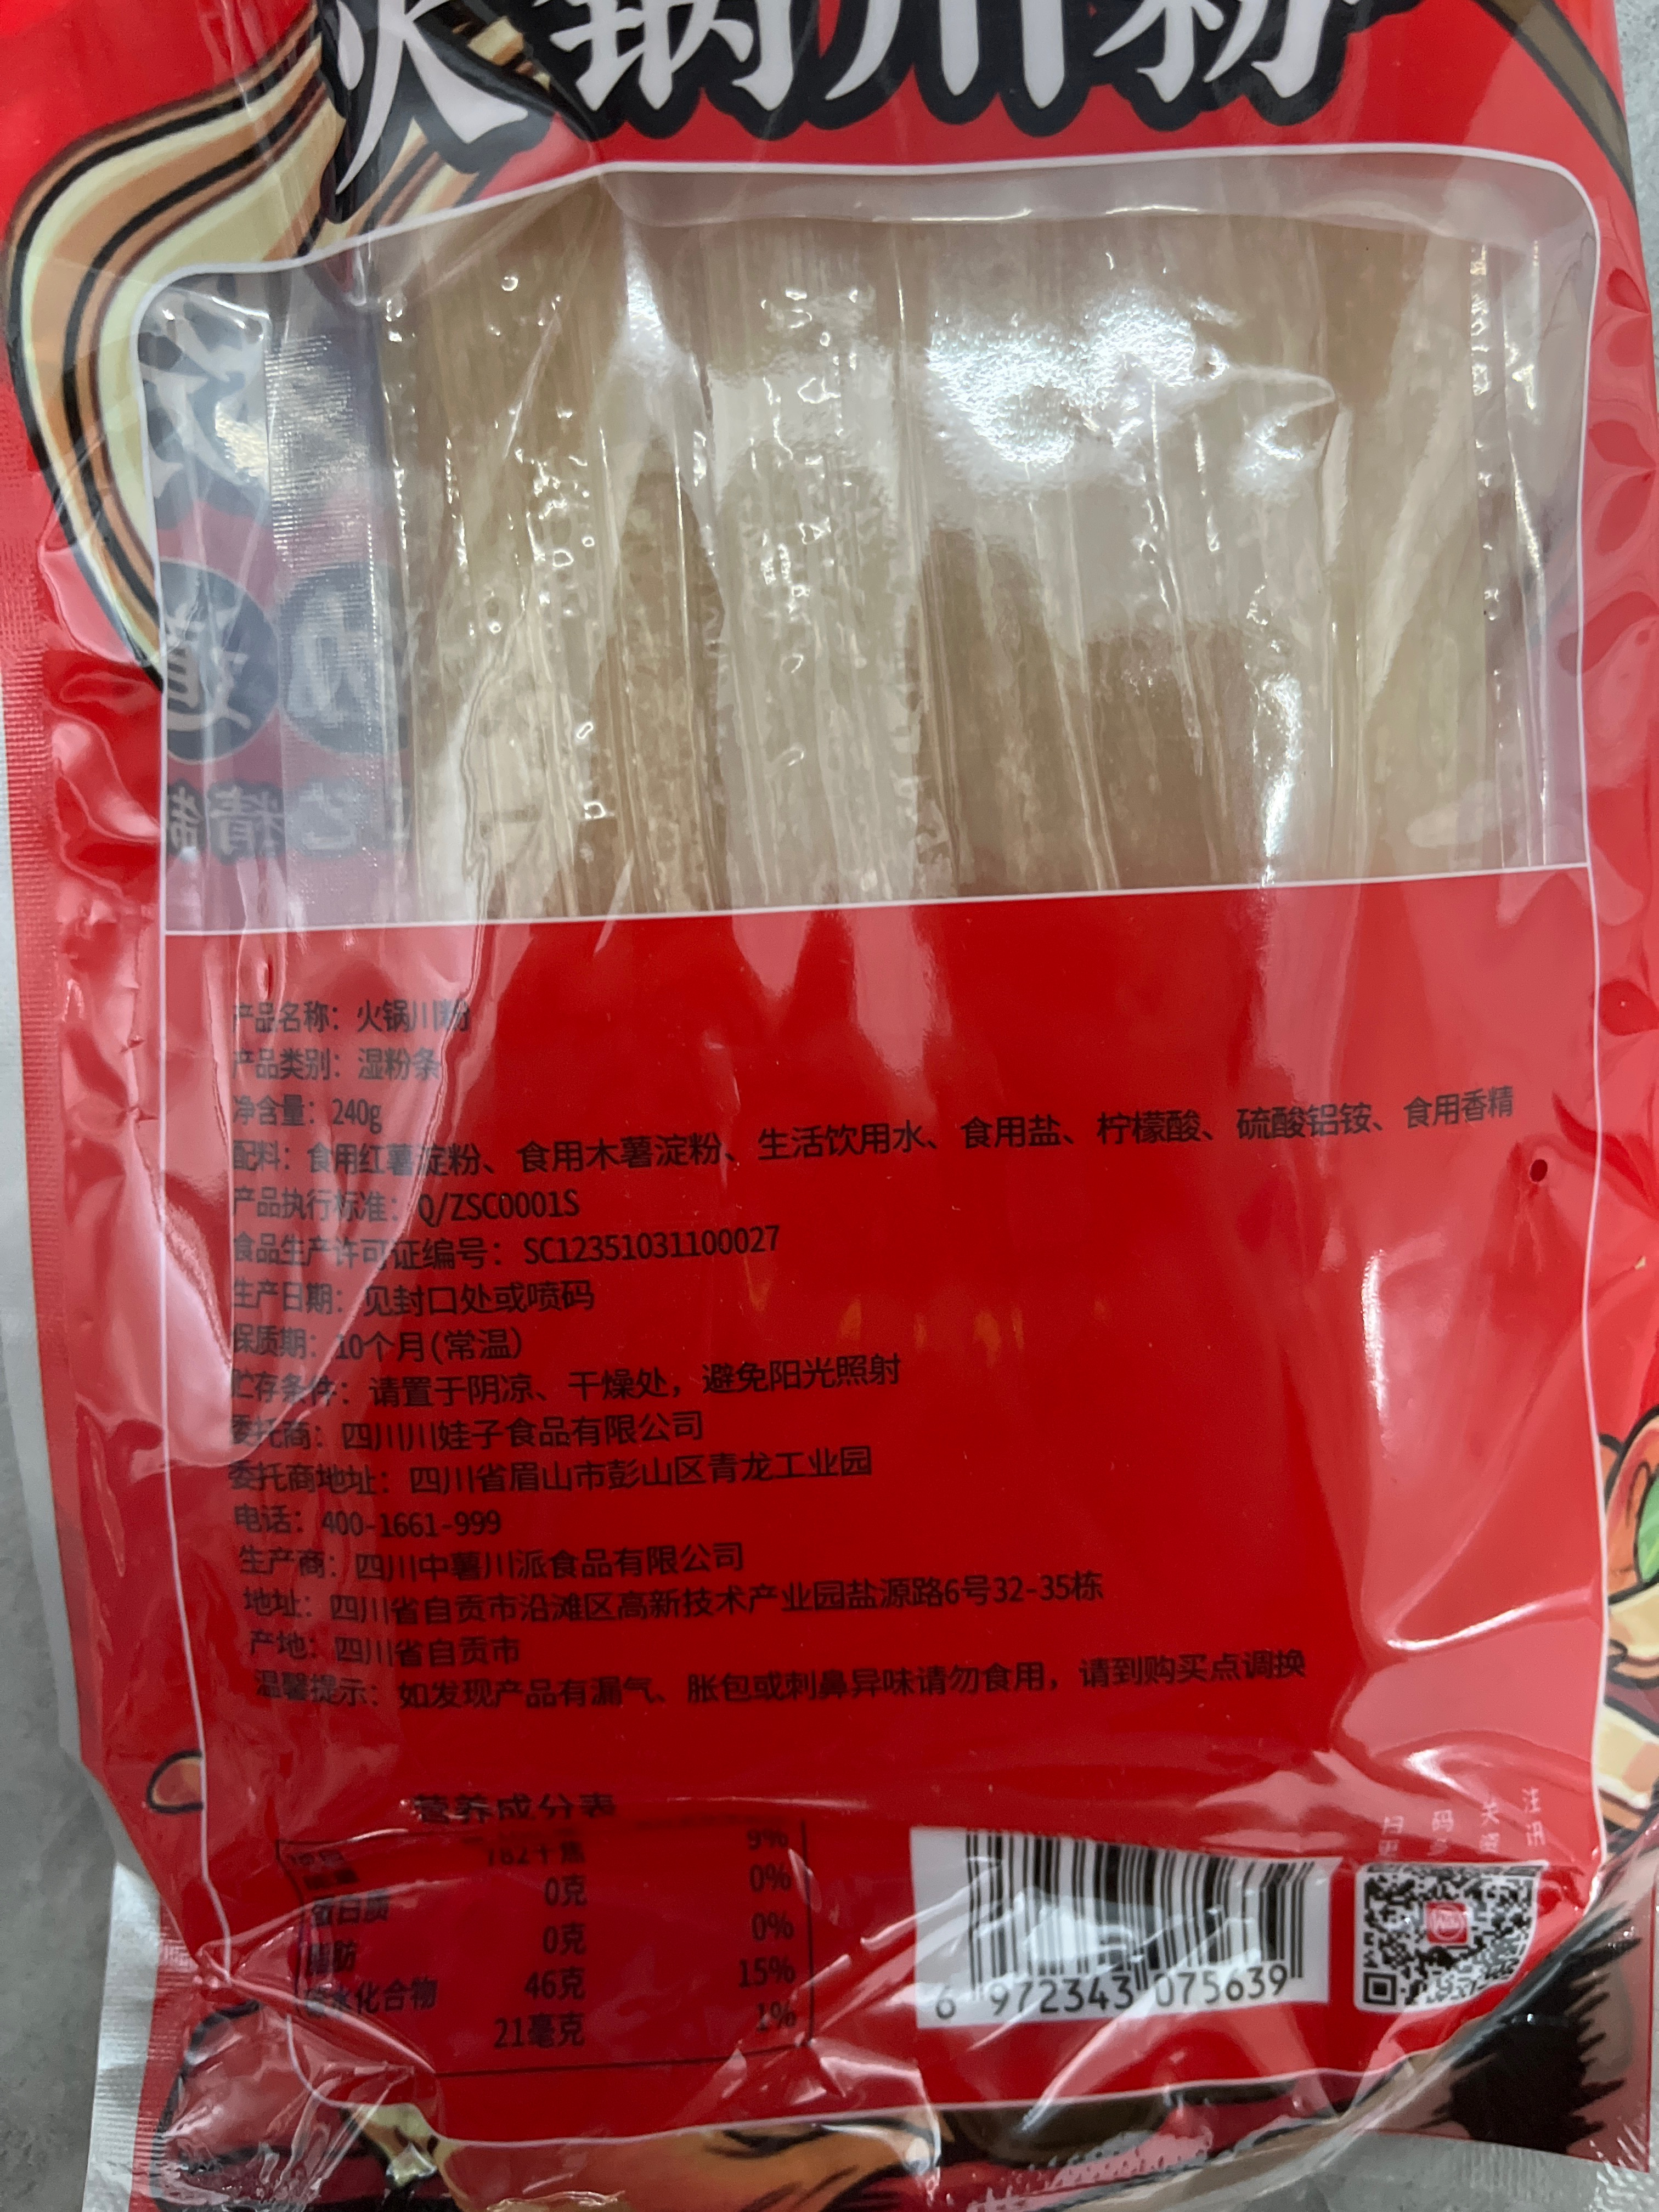 火锅川粉
道
精制
产品名称：火锅川粉
产品类别：湿粉条
净含量：240g
配料：食用红薯淀粉、食用木薯淀粉、生活饮用水、食用盐、柠檬酸、硫酸铝铵、食用香精
产品执行标准：Q/ZSC0001S
食品生产许可证编号：SC12351031100027
生产日期：见封口处或喷码
保质期：10个月(常温)
贮存条件：请置于阴凉、干燥处，避免阳光照射
委托商：四川川娃子食品有限公司
委托商地址：四川省眉山市彭山区青龙工业园
电话：400-1661-999
生产商：四川中薯川派食品有限公司
地址：四川省自贡市沿滩区高新技术产业园盐源路6号32-35栋
产地：四川省自贡市
温馨提示：如发现产品有漏气、胀包或刺鼻异味请勿食用，请到购买点调换
营养成分表
782千焦 9%
蛋白质 0克 0%
脂肪 0克 0%
碳水化合物 46克 15%
21毫克 1%
扫码关注
6 972343 075639